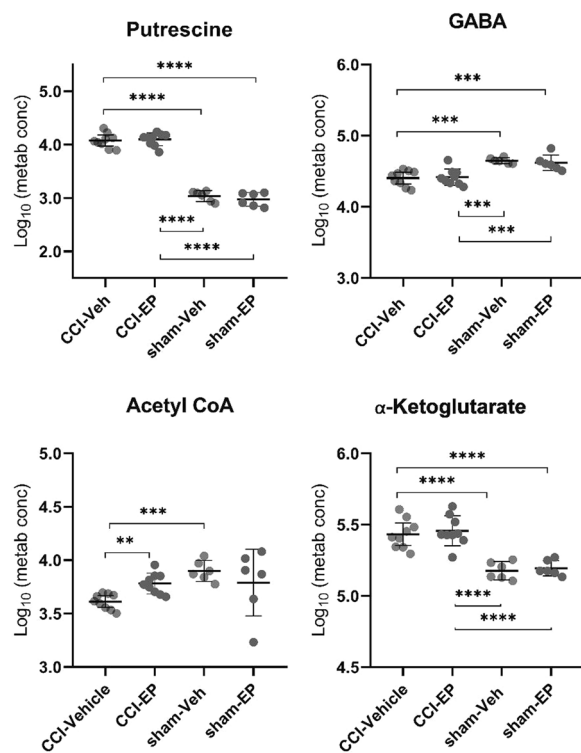 Putrescine
****
****
5.0
4.0
3.0
2.0
Log10 (metab conc)
****
****
CCI-Veh
CCI-EP
sham-Veh
sham-EP
GABA
***
***
6.0
5.0
4.0
3.0
Log10 (metab conc)
***
***
CCI-Veh
CCI-EP
sham-Veh
sham-EP
Acetyl CoA
***
**
5.0
4.5
4.0
3.5
3.0
Log10 (metab conc)
CCI-Vehicle
CCI-EP
sham-Veh
sham-EP
α-Ketoglutarate
****
****
6.0
5.5
5.0
4.5
Log10 (metab conc)
****
****
CCI-Vehicle
CCI-EP
sham-Veh
sham-EP